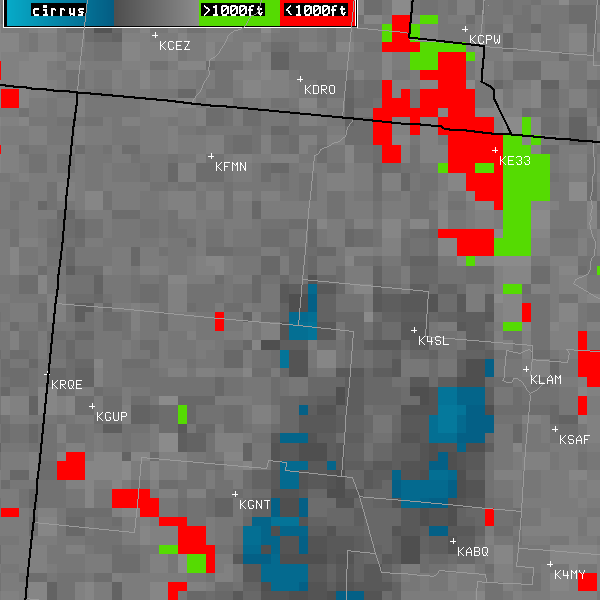 cirrus >1000ft <1000ft
KCEZ
KCPW
KDRO
KFMN
KE33
K4SL
KRQE
KLAM
KGUP
KSAF
KGNT
KABQ
K4MY